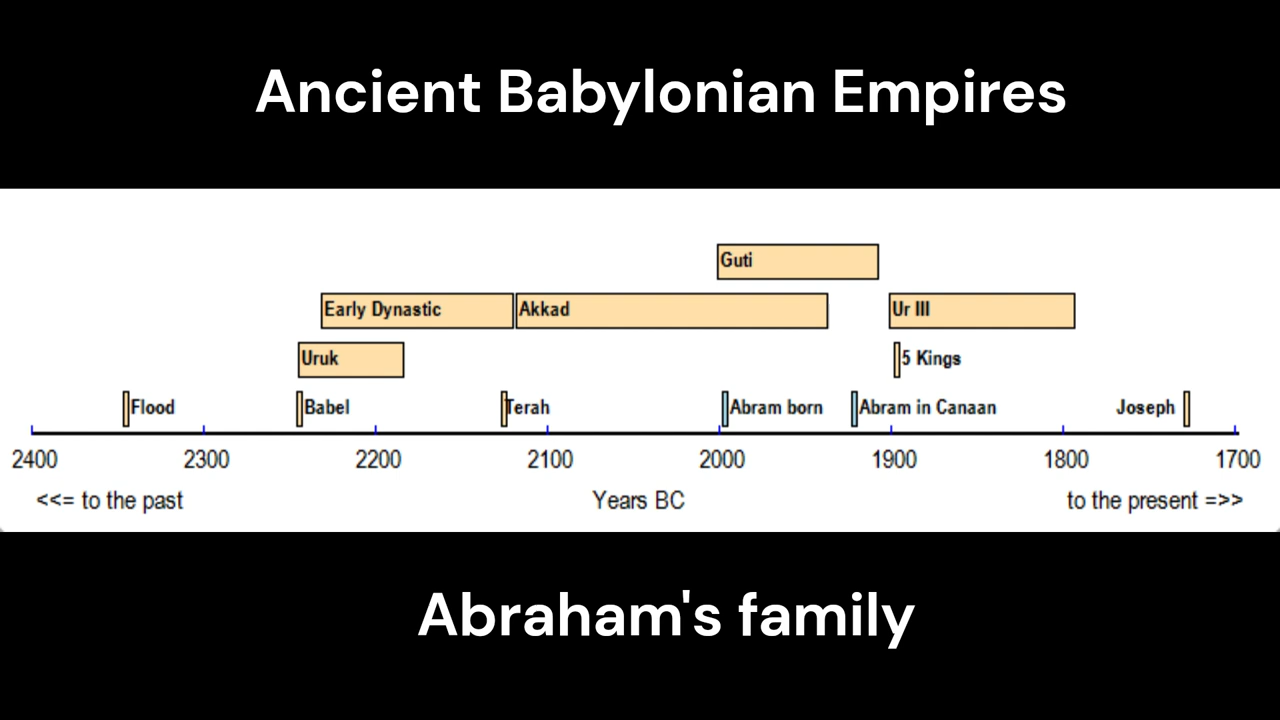 Ancient Babylonian Empires
Guti
Early Dynastic Akkad Ur III
Uruk 5 Kings
Flood Babel Terah Abram born Abram in Canaan Joseph
2400 2300 2200 2100 2000 1900 1800 1700
<<= to the past Years BC to the present =>>
Abraham's family